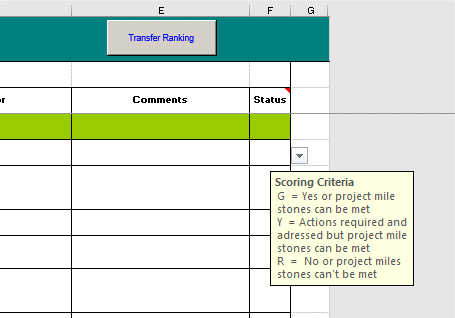 E F G
Transfer Ranking
or Comments Status
Scoring Criteria
G = Yes or project mile
stones can be met
Y = Actions required and
adressed but project mile
stones can be met
R = No or project miles
stones can't be met